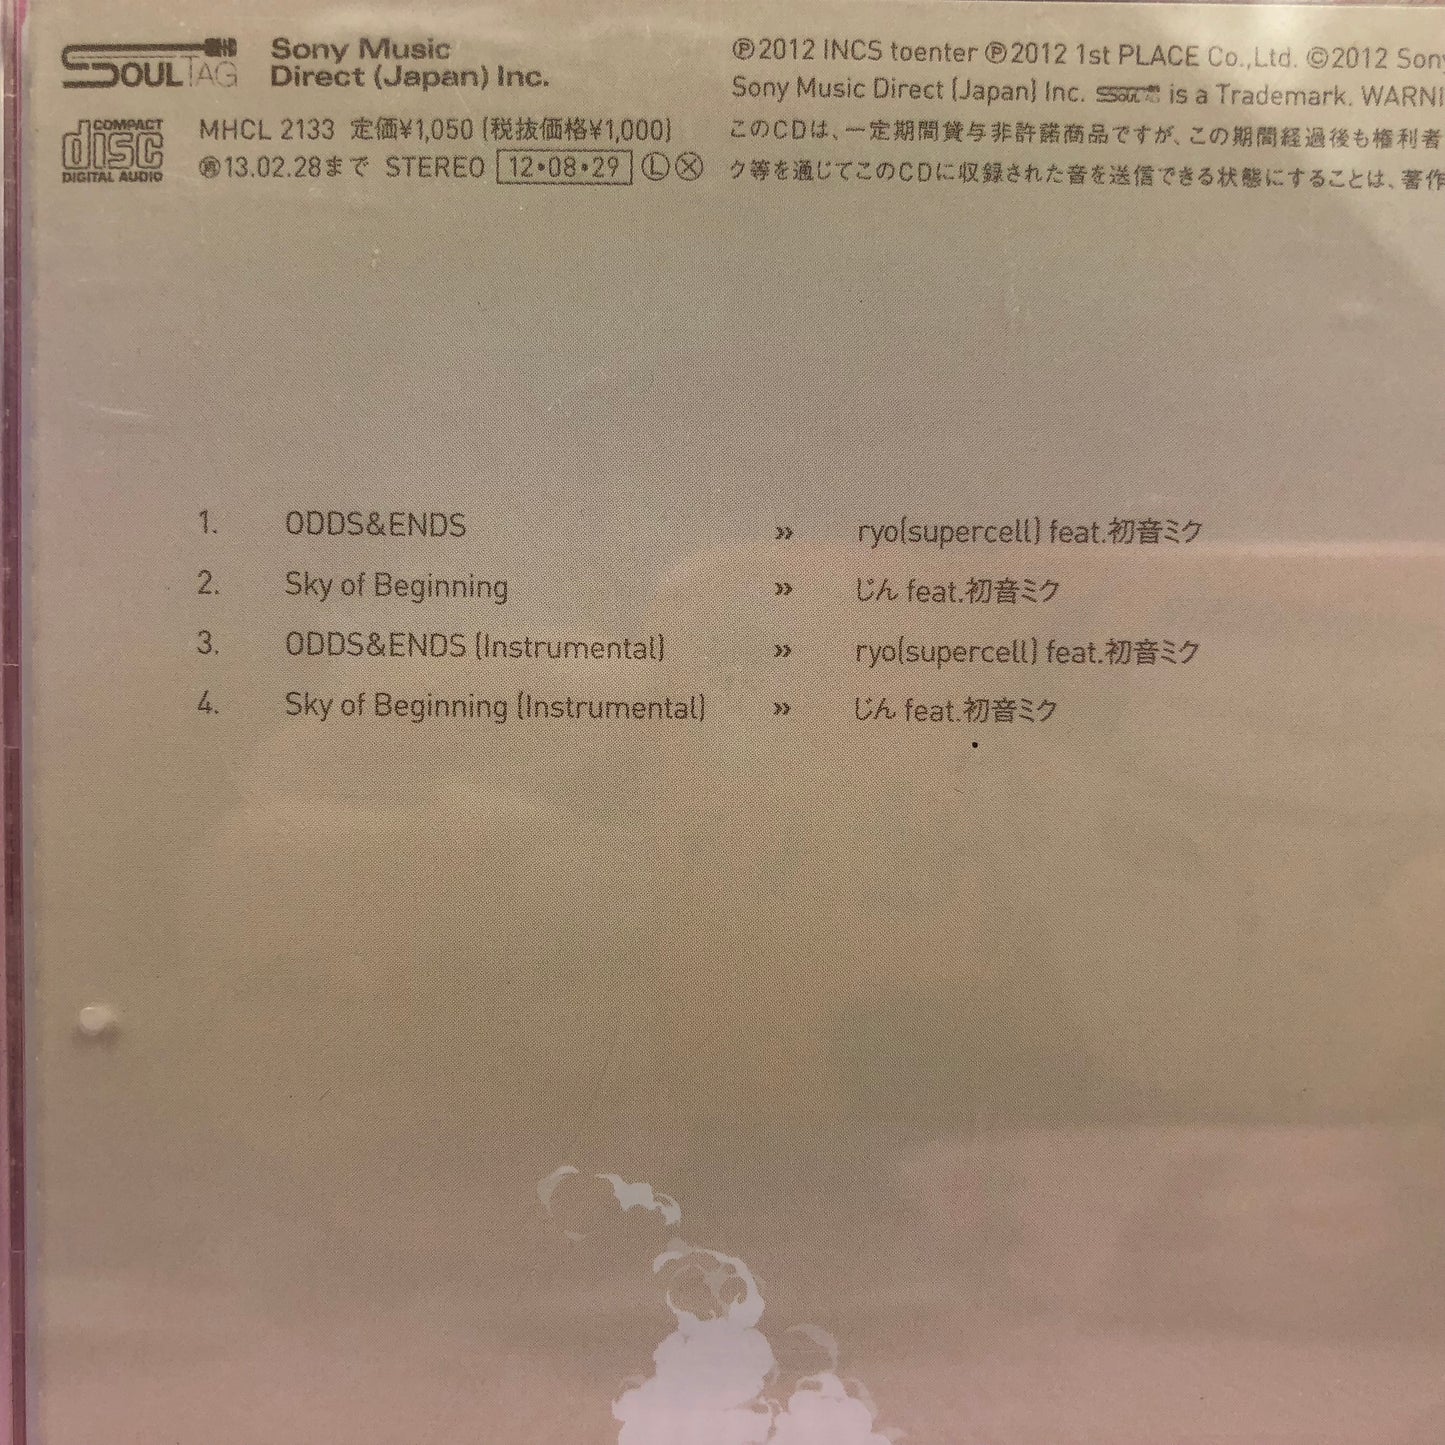 SOULTAG
Sony Music
Direct (Japan) Inc.
COMPACT
disc
DIGITAL AUDIO
MHCL 2133 定価¥1,050 (税抜価格¥1,000)
13.02.28まで STEREO 12•08•29 Ⓛ Ⓧ
Ⓟ2012 INCS toenter Ⓟ2012 1st PLACE Co.,Ltd. ©2012 Sony
Sony Music Direct (Japan) Inc. is a Trademark. WARNI
このCDは、一定期間貸与非許諾商品ですが、この期間経過後も権利者
ク等を通じてこのCDに収録された音を送信できる状態にすることは、著作
1. ODDS&ENDS » ryo(supercell) feat.初音ミク
2. Sky of Beginning » じん feat.初音ミク
3. ODDS&ENDS (Instrumental) » ryo(supercell) feat.初音ミク
4. Sky of Beginning (Instrumental) » じん feat.初音ミク